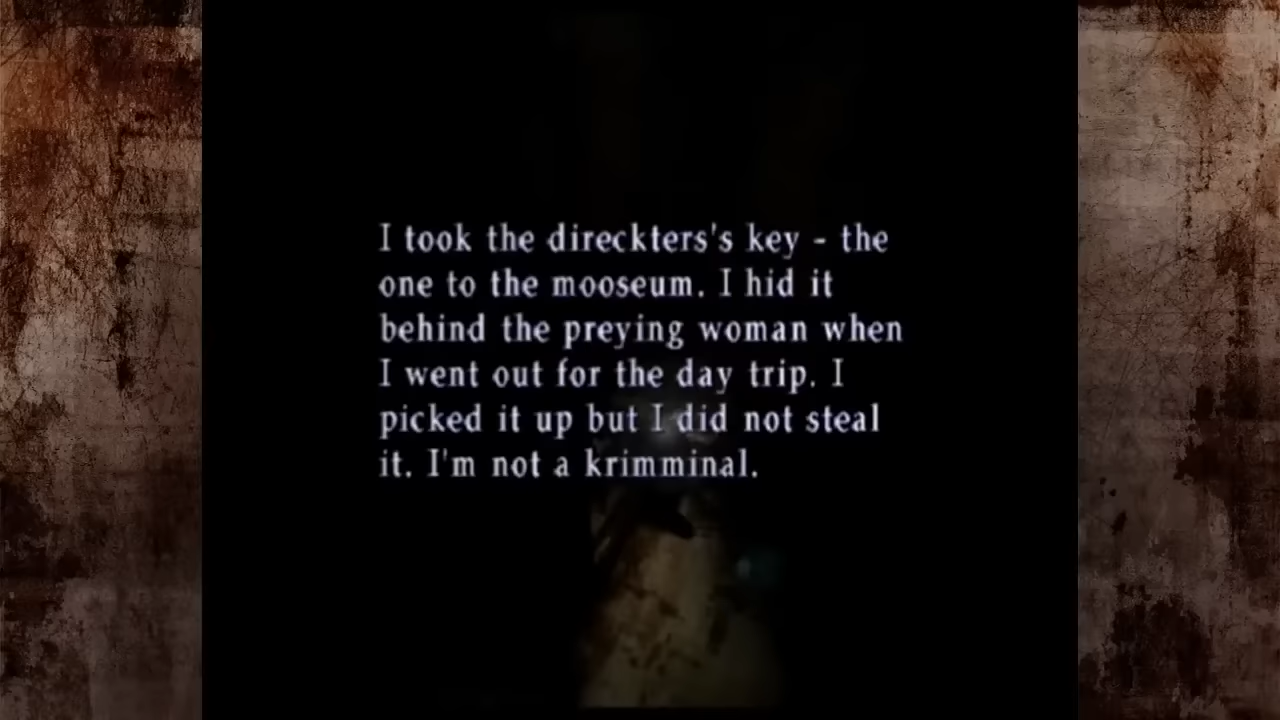 I took the direckters's key - the
one to the mooseum. I hid it
behind the preying woman when
I went out for the day trip. I
picked it up but I did not steal
it. I'm not a krimminal.